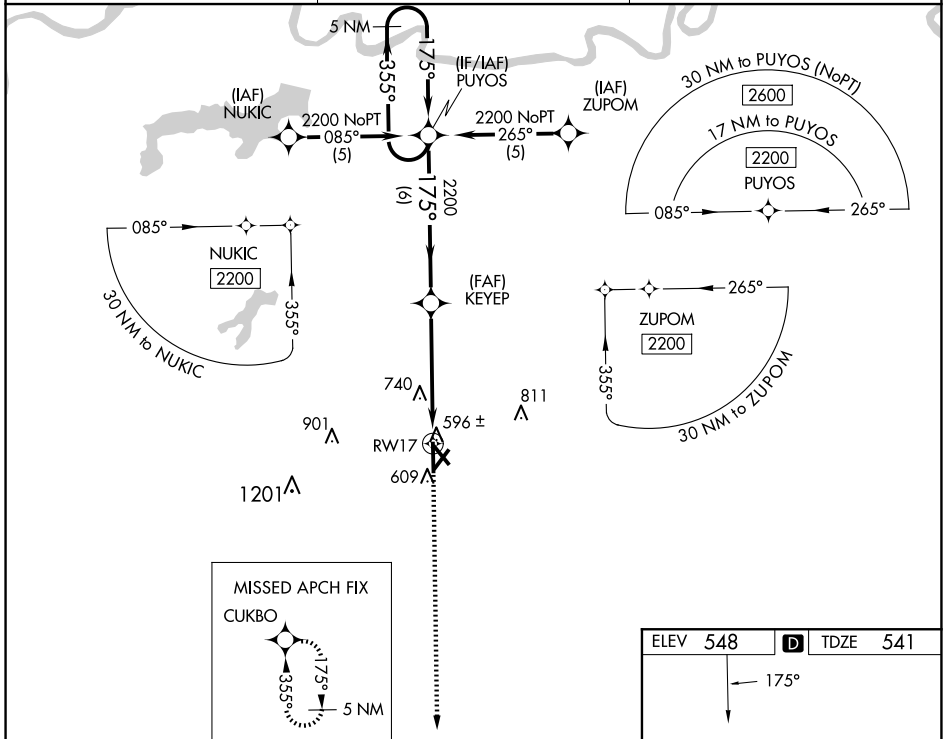 5 NM
355°
175°
(IF/IAF)
PUYOS
(IAF)
NUKIC
2200 NoPT
085°
(5)
(IAF)
ZUPOM
2200 NoPT
265°
(5)
30 NM to PUYOS (NoPT)
2600
17 NM to PUYOS
2200
PUYOS
085°
265°
2200
175°
(6)
085°
NUKIC
2200
355°
30 NM to NUKIC
(FAF)
KEYEP
265°
ZUPOM
2200
355°
30 NM to ZUPOM
740
811
901
596 ±
RW17
609
1201
MISSED APCH FIX
CUKBO
355°
175°
5 NM
ELEV 548 D TDZE 541
175°